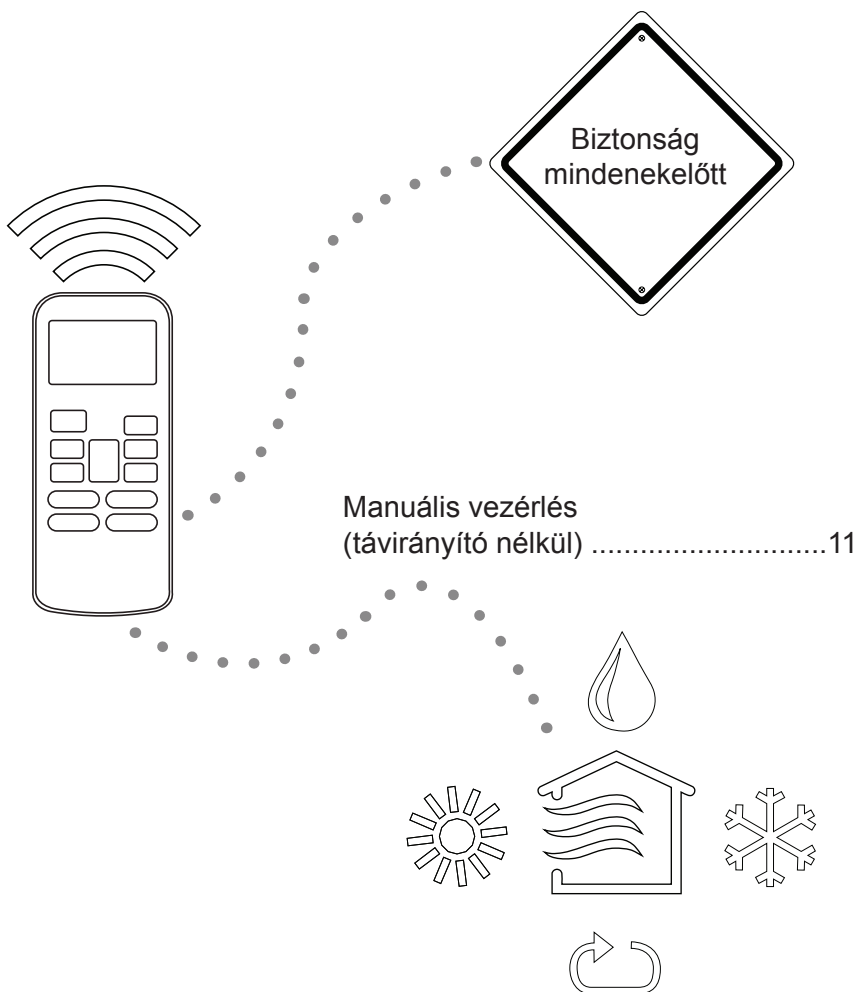 Biztonság
mindenekelőtt
Manuális vezérlés
(távirányító nélkül) .............................11